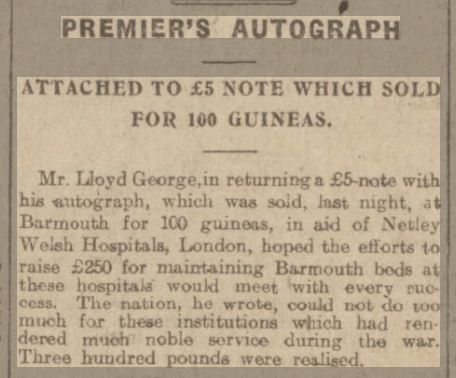 PREMIER'S AUTOGRAPH
ATTACHED TO £5 NOTE WHICH SOLD
FOR 100 GUINEAS.
Mr. Lloyd George, in returning a £5-note with
his autograph, which was sold, last night, at
Barmouth for 100 guineas, in aid of Netley
Welsh Hospitals, London, hoped the efforts to
raise £250 for maintaining Barmouth beds at
these hospitals would meet with every suc-
cess. The nation, he wrote, could not do too
much for these institutions which had ren-
dered much noble service during the war.
Three hundred pounds were realised.